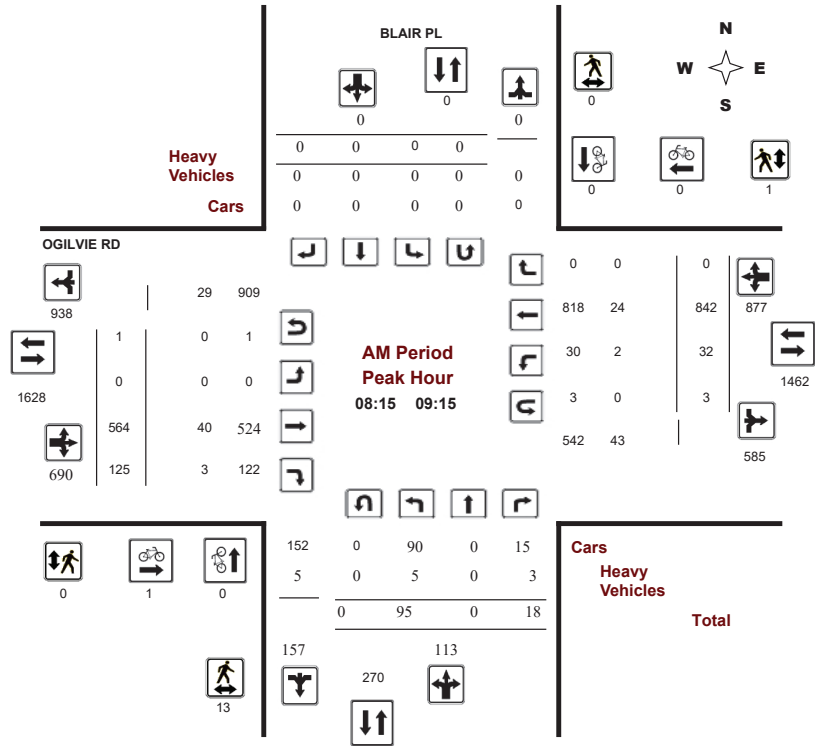 BLAIR PL
N
W E
S
0 0
0 0
0 0 0 0
Heavy
Vehicles
0 0 0 0 0
Cars
0 0 0 0 0
0 0 1
OGILVIE RD
938
29 909
1 0 1
1628
0 0 0
564 40 524
690
125 3 122
AM Period
Peak Hour
08:15 09:15
0 0 0
818 24 842 877
30 2 32
1462
3 0 3
542 43
585
152 0 90 0 15
Cars
5 0 5 0 3
Heavy
Vehicles
0 1 0
0 95 0 18
Total
157 113
270
13